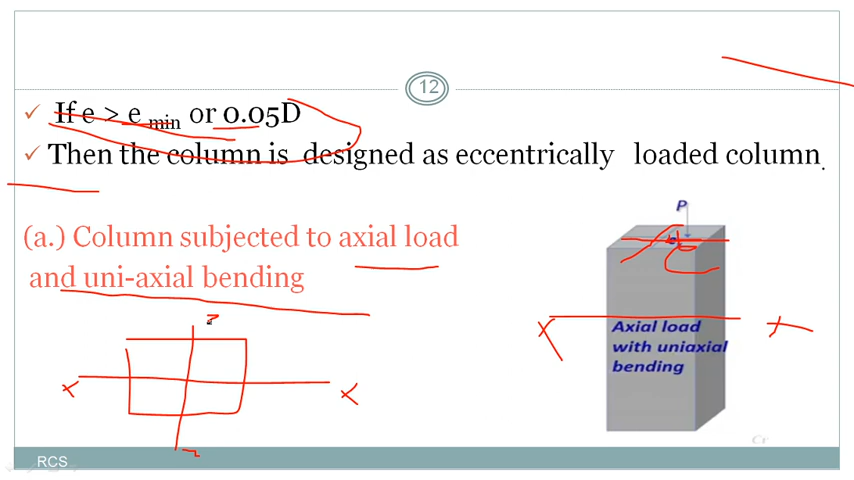 12
If e > e min or 0.05D
Then the column is designed as eccentrically loaded column.
(a.) Column subjected to axial load
and uni-axial bending
P
e
Axial load
with uniaxial
bending
X
X
X
RCS